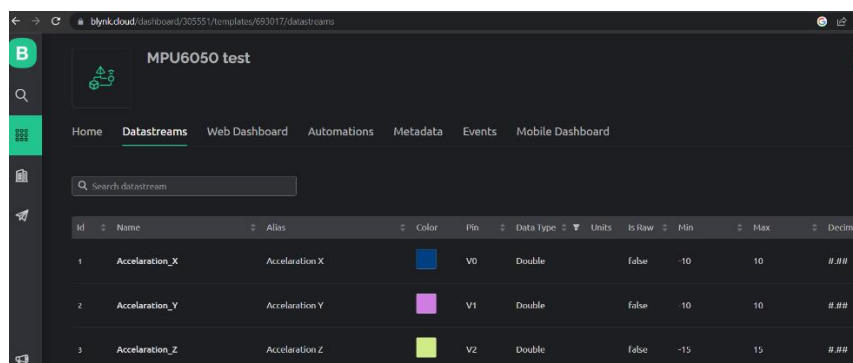 blynk.cloud/dashboard/305551/templates/693017/datastreams
B
MPU6050 test
Home Datastreams Web Dashboard Automations Metadata Events Mobile Dashboard
Search datastream
Id Name Alias Color Pin Data Type Units Is Raw Min Max Decim
1 Accelaration_X Accelaration X V0 Double false -10 10 #.##
2 Accelaration_Y Accelaration Y V1 Double false -10 10 #.##
3 Accelaration_Z Accelaration Z V2 Double false -15 15 #.##